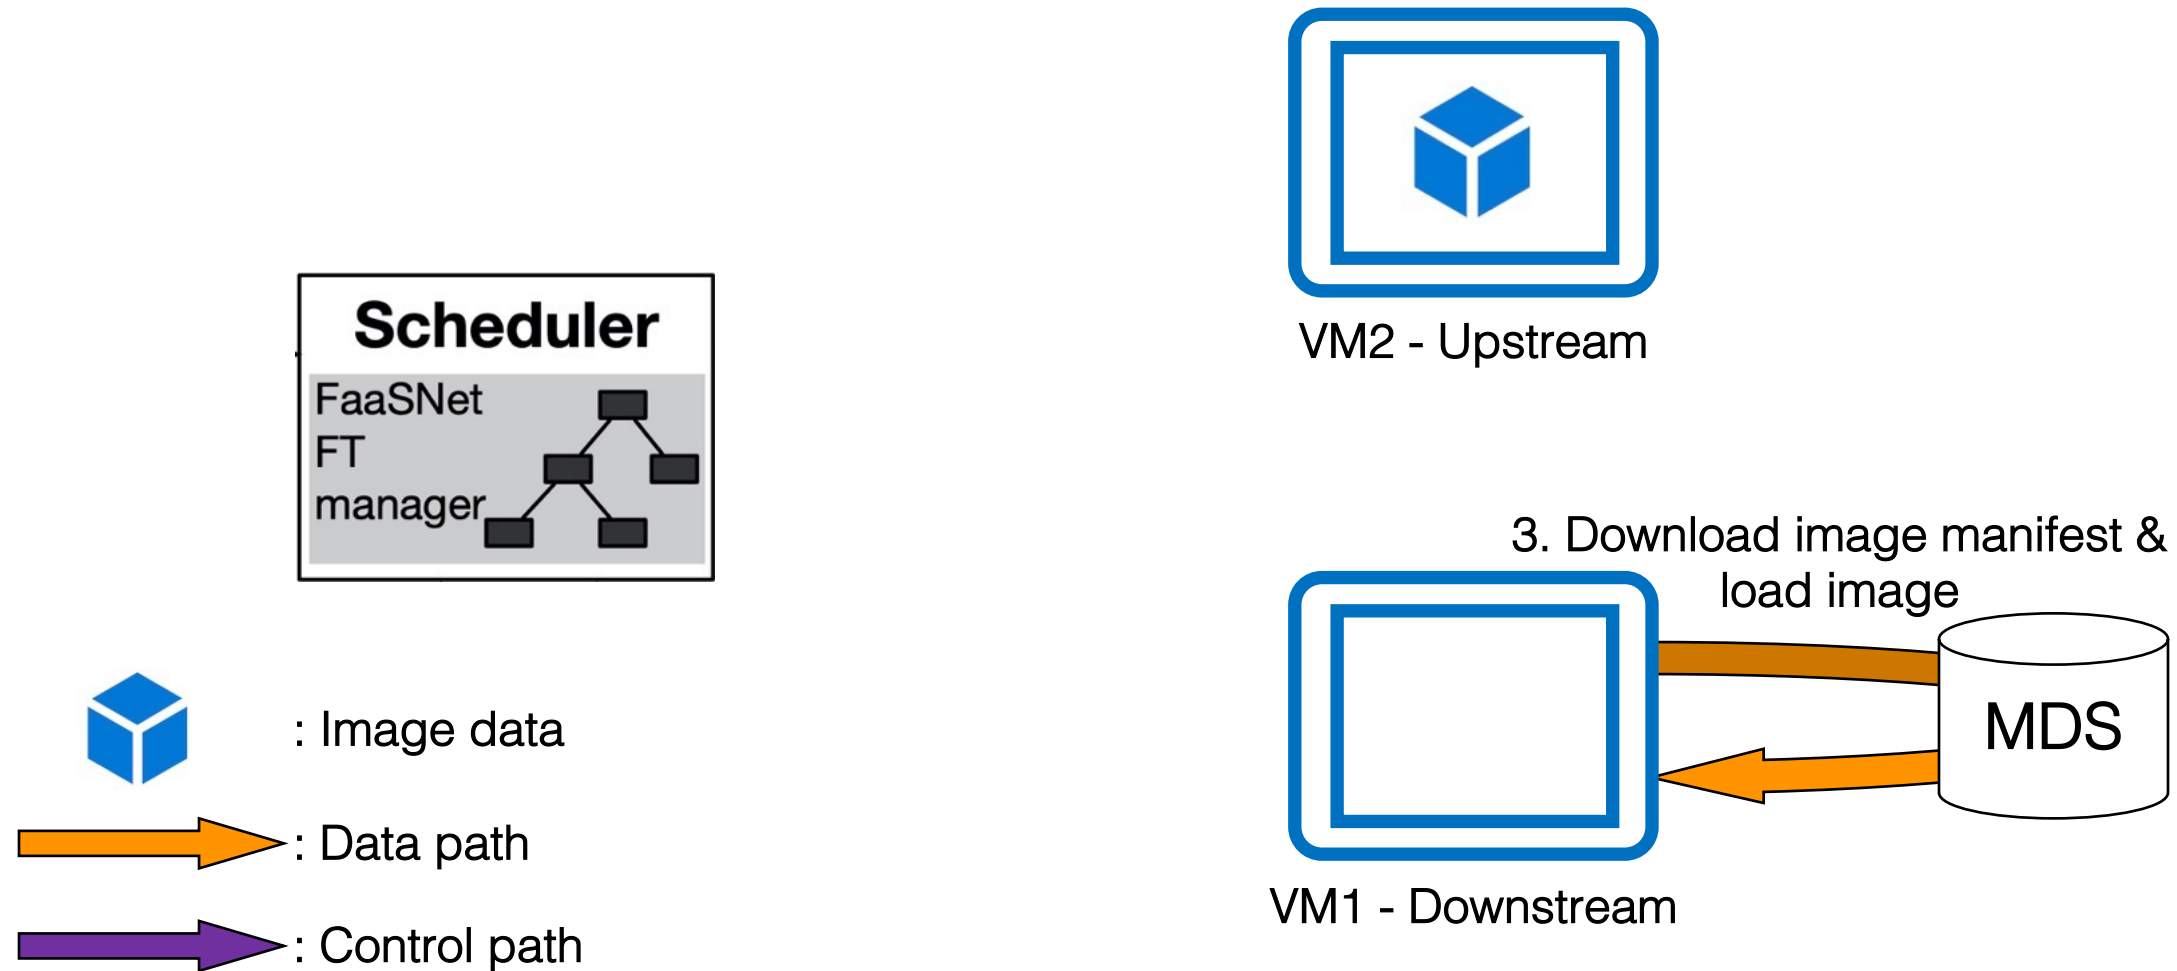 Scheduler
FaaSNet
FT
manager
VM2 - Upstream
3. Download image manifest &
load image
MDS
VM1 - Downstream
: Image data
: Data path
: Control path